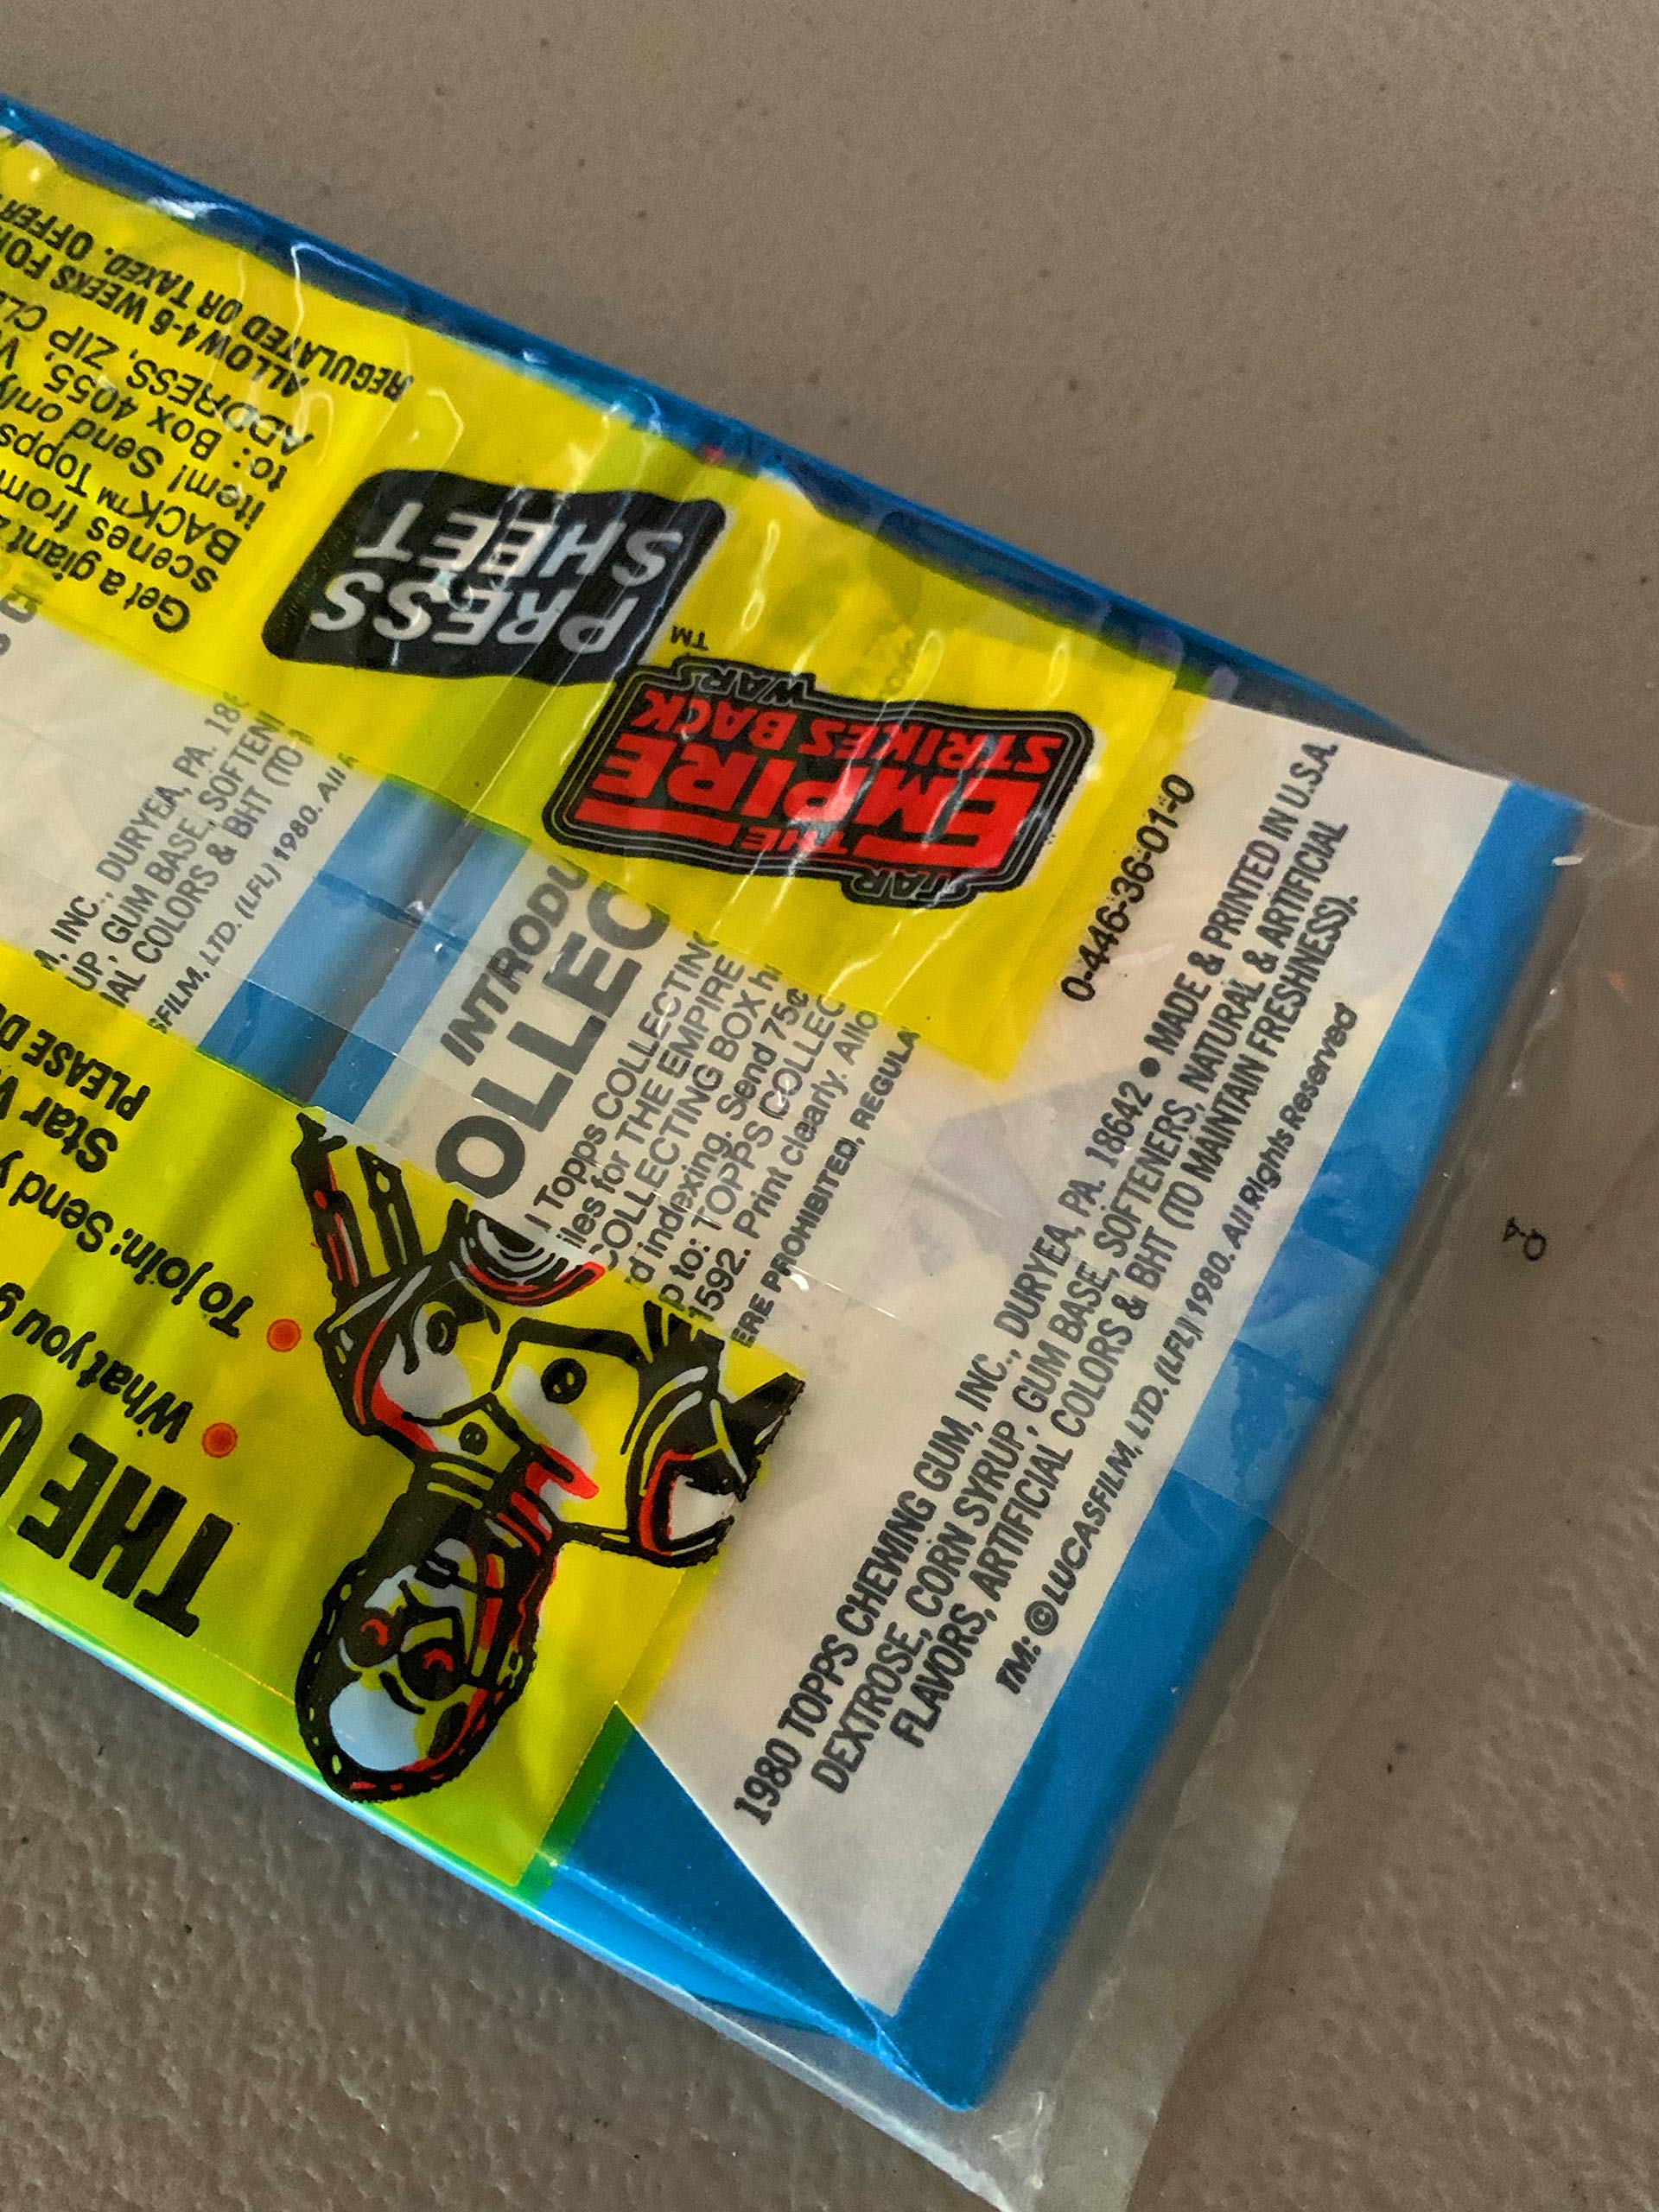 Get a giant
scenes from
BACK™ Topps
item! Send only
to: Box 4055,
ADDRESS, ZIP
ALLOW 4-6 WEEKS FOR
REGULATED OR TAXED. OFFER
PRESS
SHEET
STAR
THE
EMPIRE
STRIKES BACK
WARS
TM
0-446-36-01-0
INC., DURYEA, PA.
UP, GUM BASE,
COLORS & BHT (TO
LTD. (LFL) 1980. All
INTRODU
OLLEC
Topps COLLECTING
for THE EMPIRE
COLLECTING BOX
indexing. Send 75¢
to: TOPPS COLLEC
1592. Print clearly. Allo
ERE PROHIBITED, REGULA
THE
• What you g
• To join: Send y
Star
PLEASE
1980 TOPPS CHEWING GUM, INC., DURYEA, PA. 18642 • MADE & PRINTED IN U.S.A.
DEXTROSE, CORN SYRUP, GUM BASE, SOFTENERS, NATURAL & ARTIFICIAL
FLAVORS, ARTIFICIAL COLORS & BHT (TO MAINTAIN FRESHNESS).
TM: © LUCASFILM, LTD. (LFL) 1980. All Rights Reserved